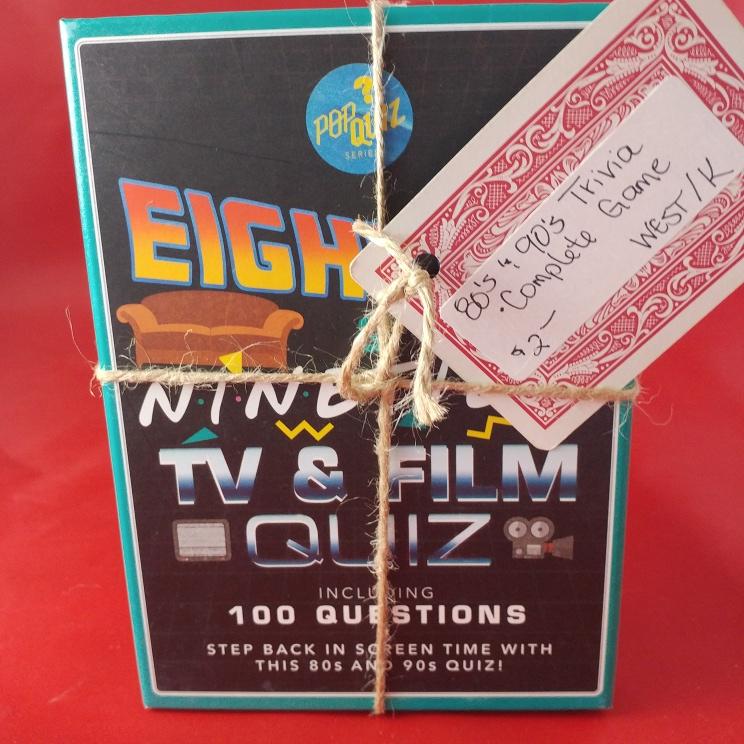 POP QUIZ
SERIES
EIGH
NINE
TV & FILM
QUIZ
INCLUDING
100 QUESTIONS
STEP BACK IN SCREEN TIME WITH
THIS 80s AND 90s QUIZ!
80's & 90's Trivia
·Complete Game
WEST/K
$2-